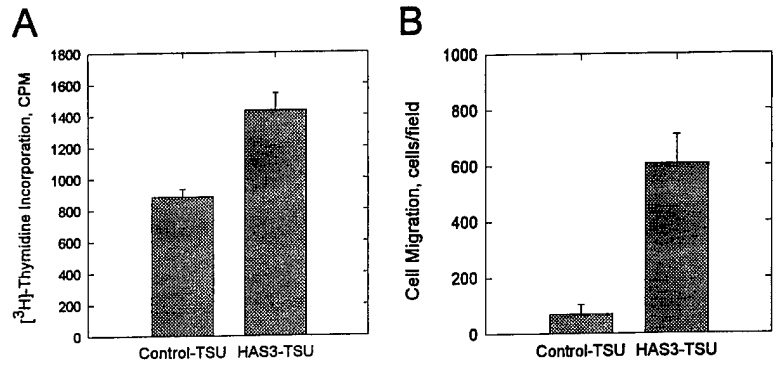 A
[³H]-Thymidine Incorporation, CPM
1800
1600
1400
1200
1000
800
600
400
200
0
Control-TSU HAS3-TSU
B
Cell Migration, cells/field
1000
800
600
400
200
0
Control-TSU HAS3-TSU